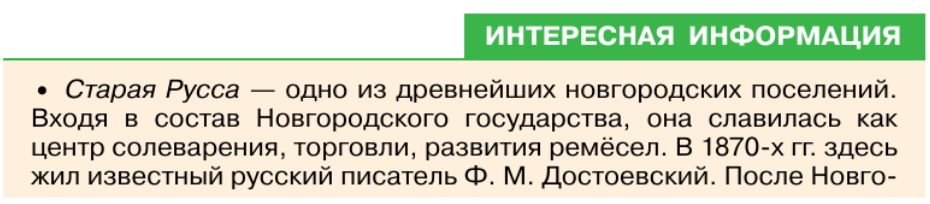 ИНТЕРЕСНАЯ ИНФОРМАЦИЯ
• Старая Русса — одно из древнейших новгородских поселений.
Входя в состав Новгородского государства, она славилась как
центр солеварения, торговли, развития ремёсел. В 1870-х гг. здесь
жил известный русский писатель Ф. М. Достоевский. После Новго-